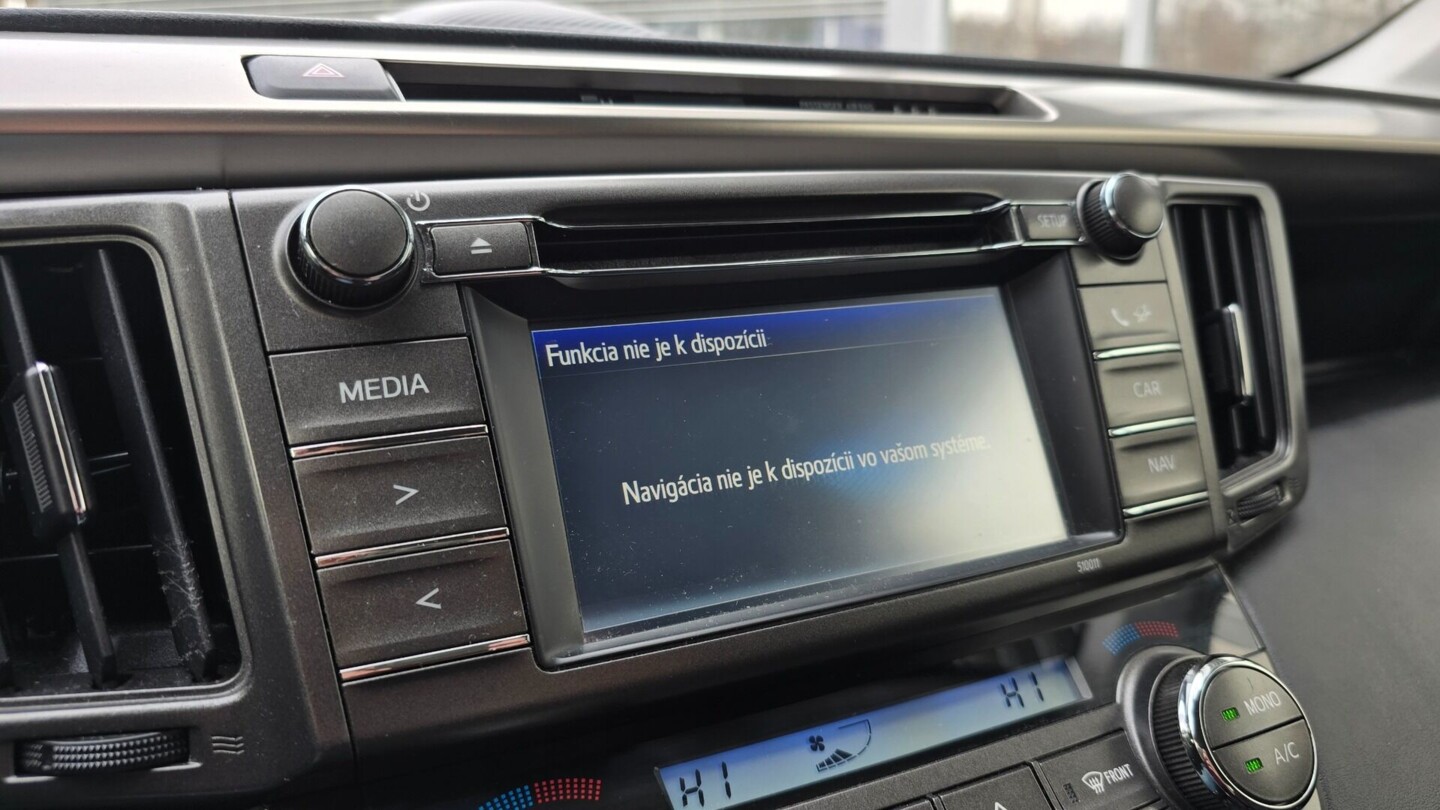 SETUP
MEDIA
>
<
Funkcia nie je k dispozícii
Navigácia nie je k dispozícii vo vašom systéme.
CAR
NAV
510011
HI
HI
MONO
A/C
FRONT